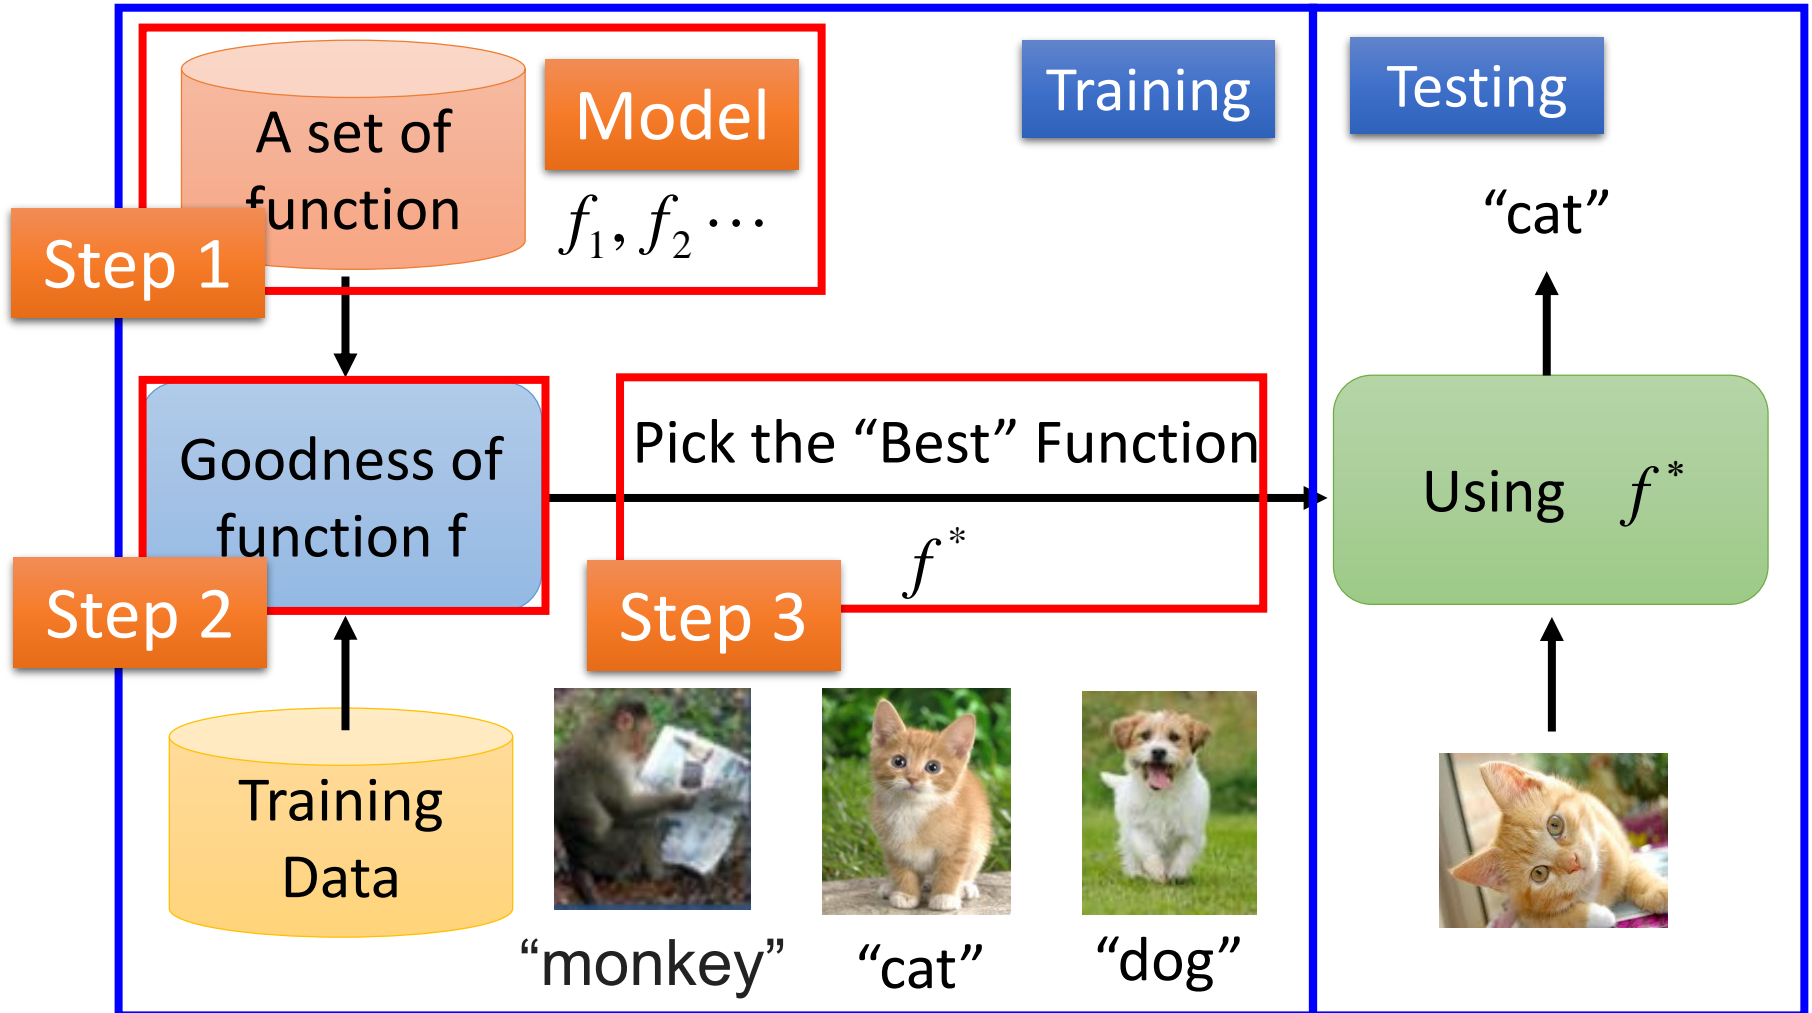 A set of
function
Model
f₁, f₂ ⋯
Step 1
Training
Testing
“cat”
Goodness of
function f
Step 2
Pick the “Best” Function
f*
Step 3
Using f*
Training
Data
“monkey”
“cat”
“dog”